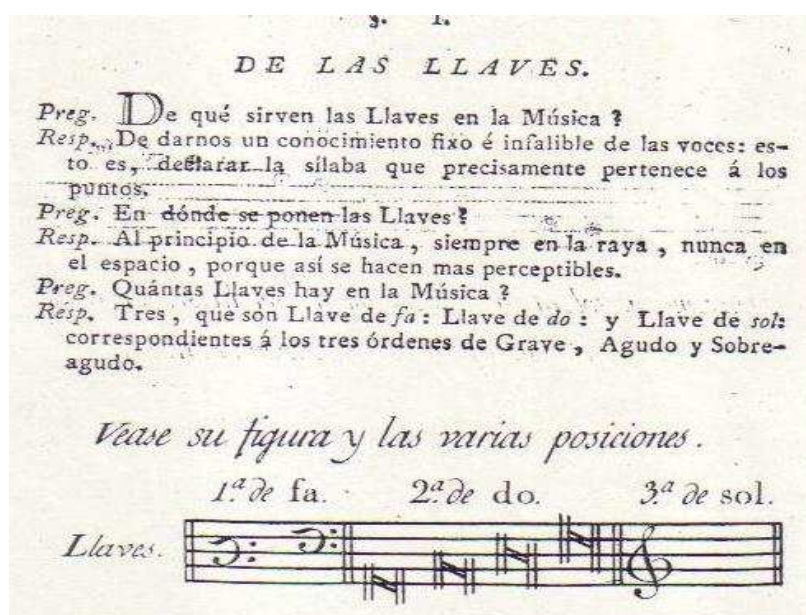 §. I.
DE LAS LLAVES.
Preg. De qué sirven las Llaves en la Música ?
Resp. De darnos un conocimiento fixo é infalible de las voces: es-
to es, declarar la sílaba que precisamente pertenece á los
puntos.
Preg. En dónde se ponen las Llaves ?
Resp. Al principio de la Música , siempre en la raya , nunca en
el espacio , porque así se hacen mas perceptibles.
Preg. Quántas Llaves hay en la Música ?
Resp. Tres , que son Llave de fa : Llave de do : y Llave de sol:
correspondientes á los tres órdenes de Grave , Agudo y Sobre-
agudo.
Vease su figura y las varias posiciones .
1.ª de fa. 2.ª de do. 3.ª de sol.
Llaves.